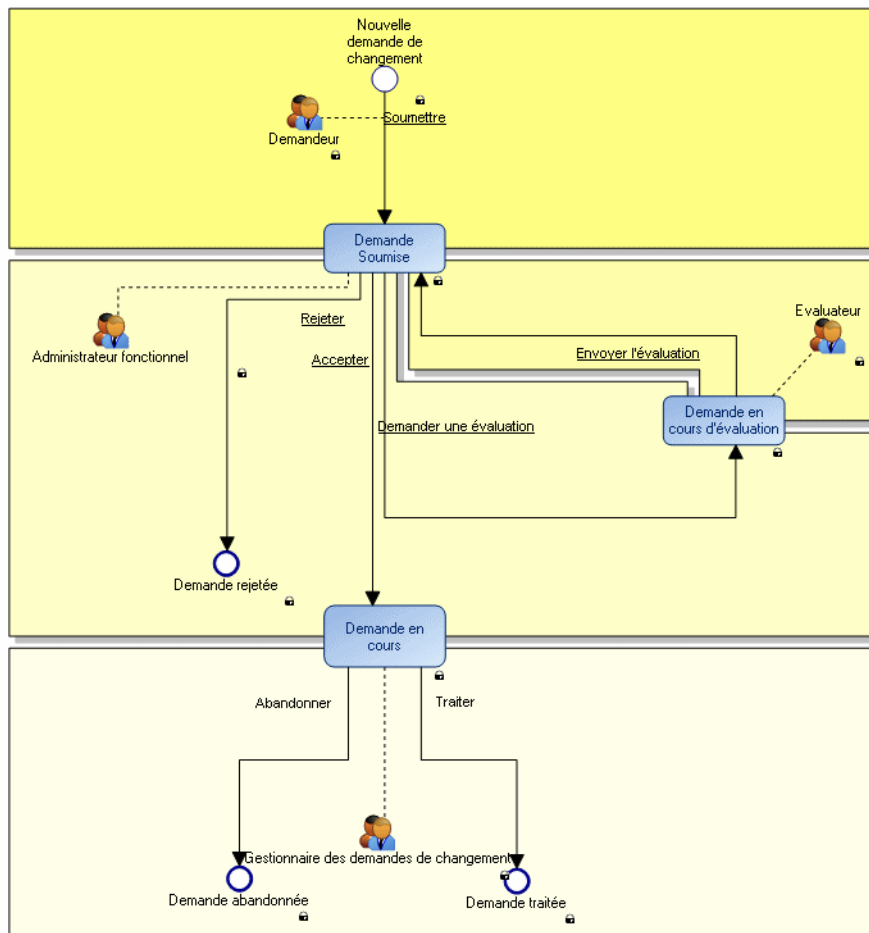 Nouvelle
demande de
changement
Soumettre
Demandeur
Demande
Soumise
Rejeter
Evaluateur
Administrateur fonctionnel
Accepter
Envoyer l'évaluation
Demande en
cours d'évaluation
Demander une évaluation
Demande rejetée
Demande en
cours
Abandonner
Traiter
Gestionnaire des demandes de changement
Demande abandonnée
Demande traitée